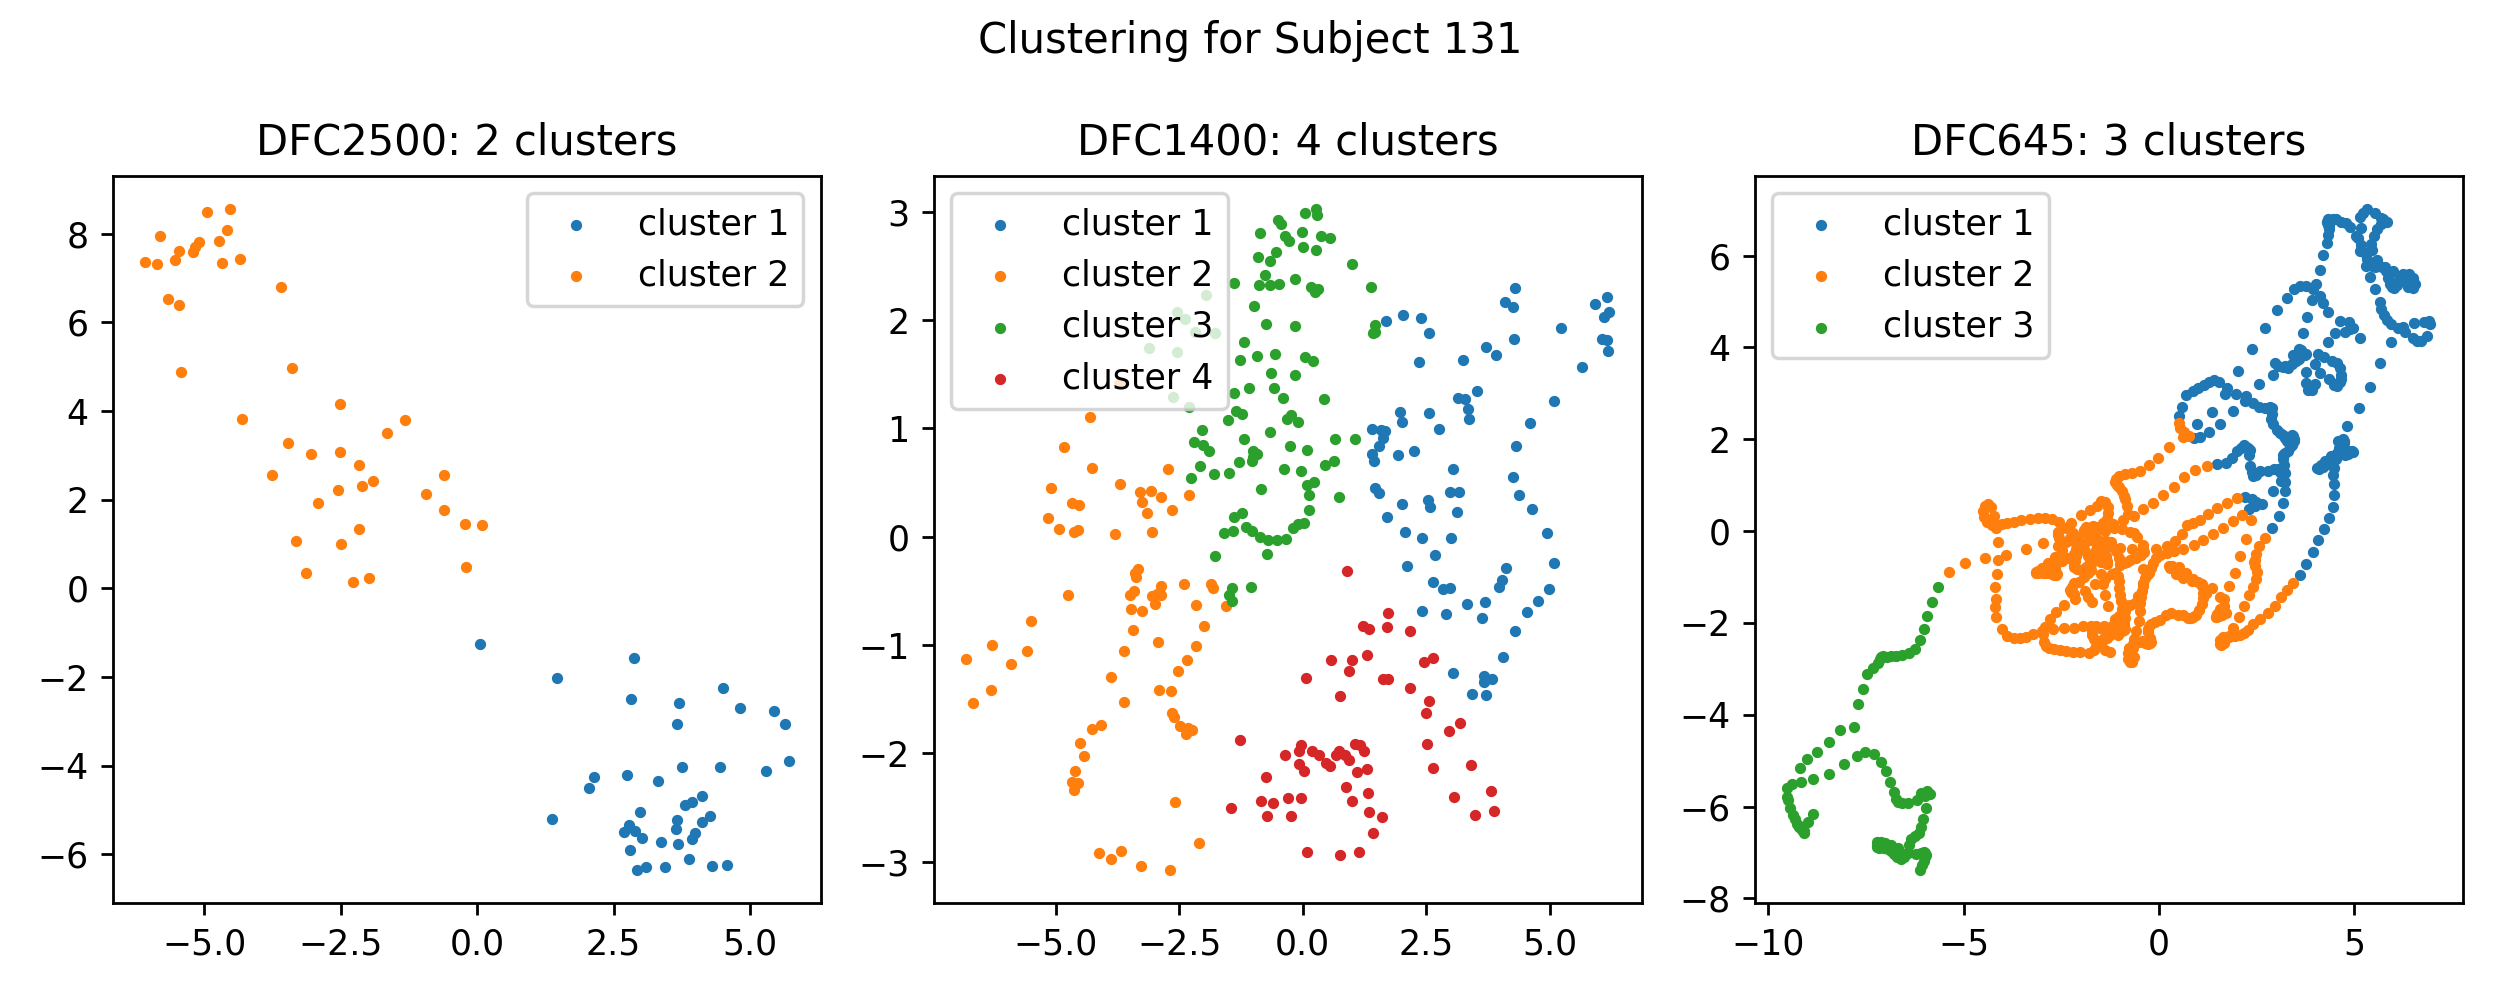 Clustering for Subject 131
DFC2500: 2 clusters
8
6
4
2
0
−2
−4
−6
−5.0
−2.5
0.0
2.5
5.0
cluster 1
cluster 2
DFC1400: 4 clusters
3
2
1
0
−1
−2
−3
−5.0
−2.5
0.0
2.5
5.0
cluster 1
cluster 2
cluster 3
cluster 4
DFC645: 3 clusters
6
4
2
0
−2
−4
−6
−8
−10
−5
0
5
cluster 1
cluster 2
cluster 3